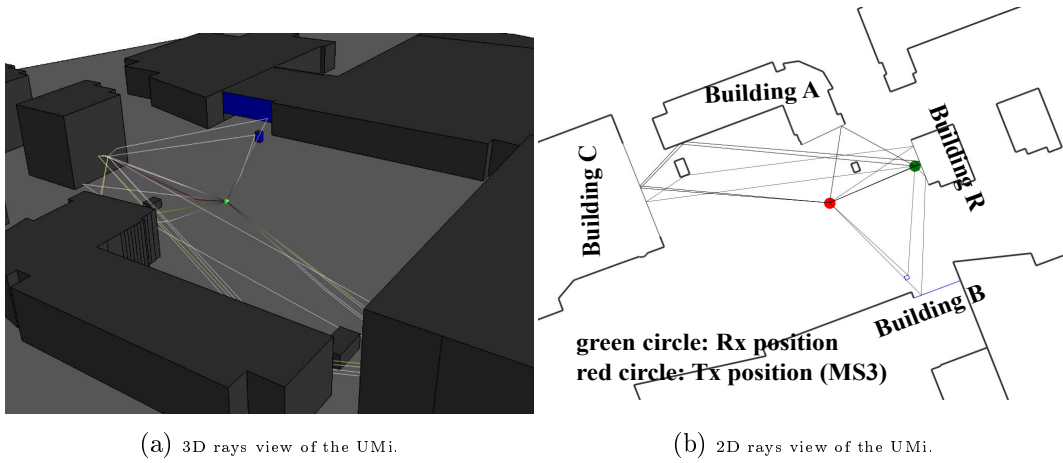 Building A
Building C
Building R
Building B
green circle: Rx position
red circle: Tx position (MS3)
(a) 3D rays view of the UMi.
(b) 2D rays view of the UMi.